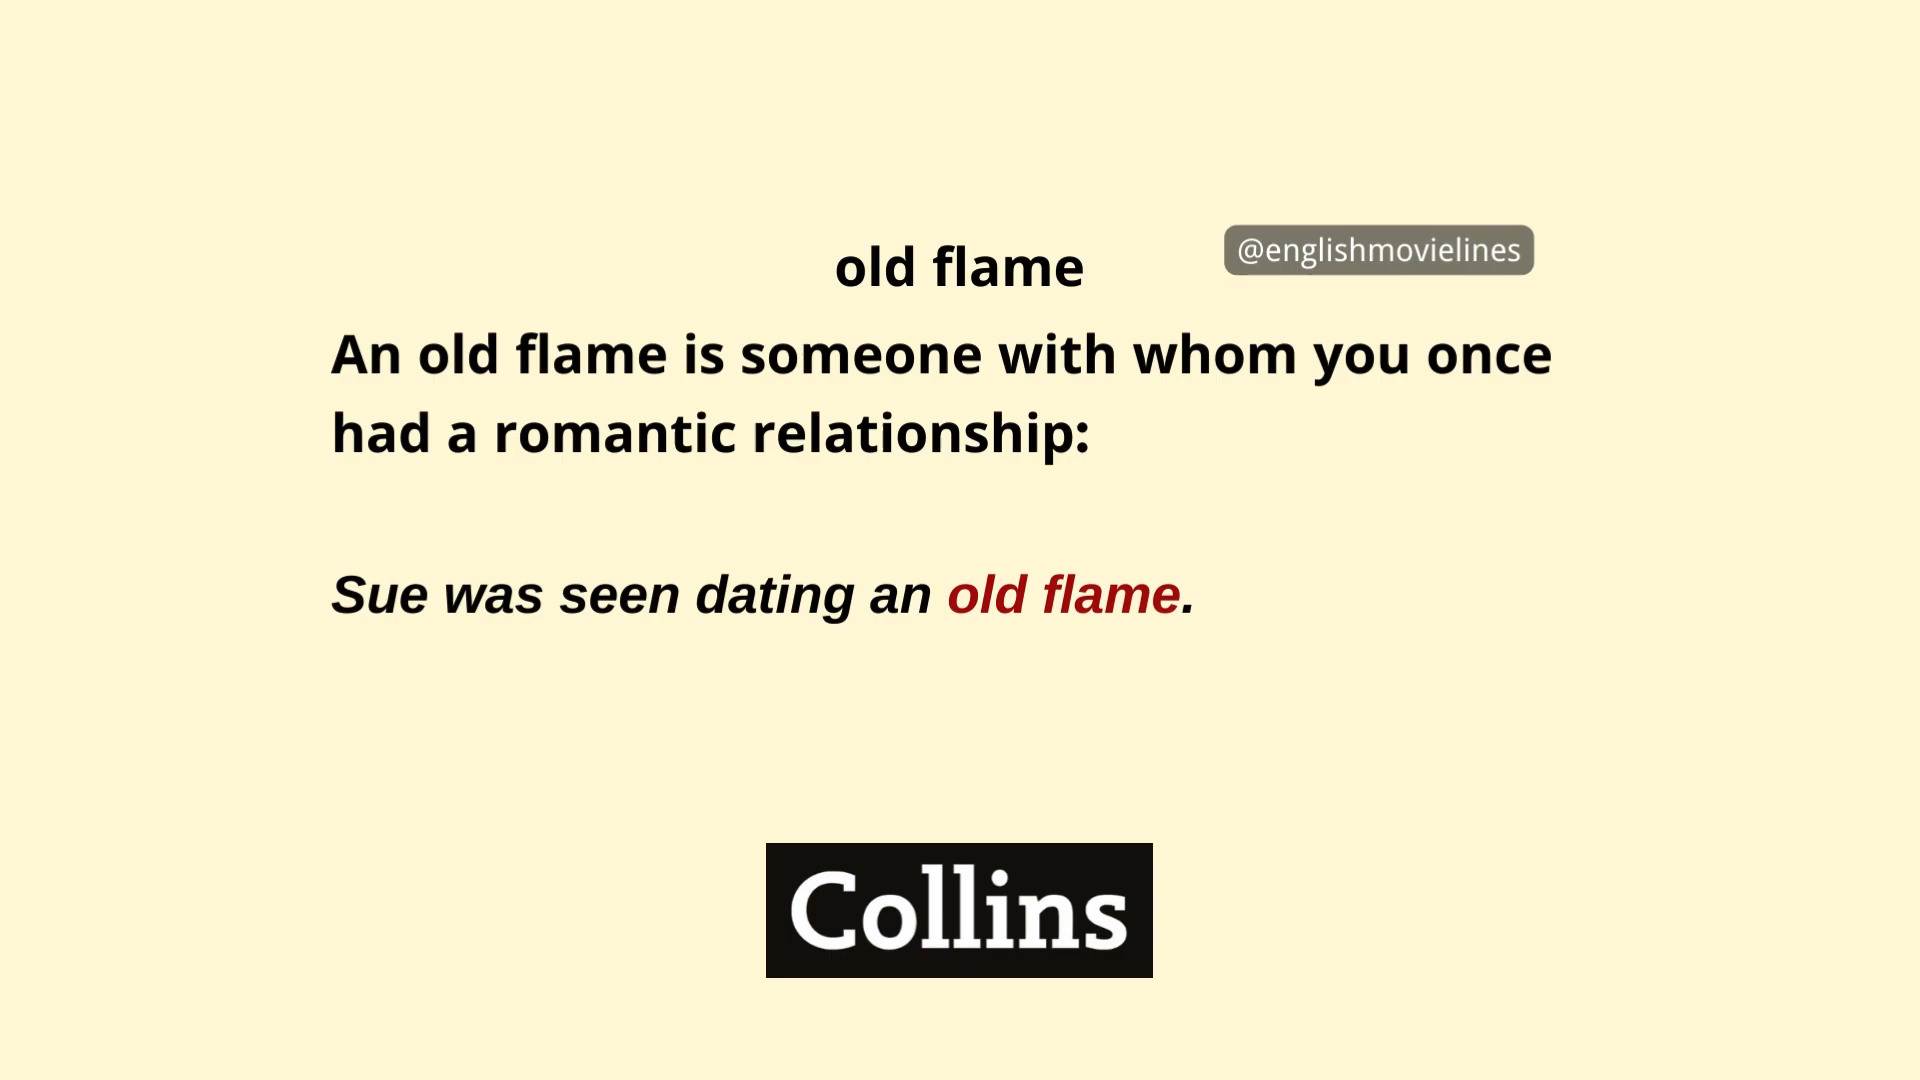 old flame
@englishmovielines
An old flame is someone with whom you once
had a romantic relationship:
Sue was seen dating an old flame.
Collins